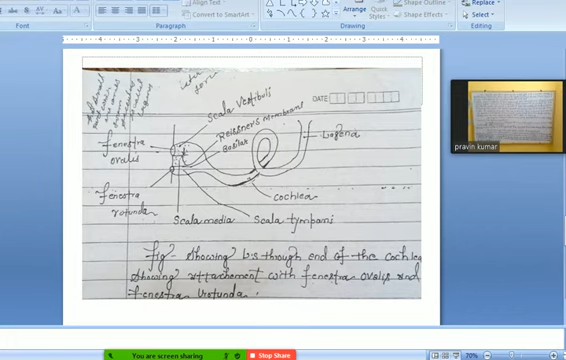 Align Text
Convert to SmartArt
Font
Paragraph
Arrange
Quick
Styles
Shape Outline
Shape Effects
Drawing
Replace
Select
Editing
DATE
Scala vestibuli
Reissner's Membrane
Basilar
Lagena
fenestra
ovalis
fenestra
rotunda
cochlea
Scala media
Scala tympani
fig- showing L.S through end of the cochlea
showing attachement with fenestra ovalis and
fenestra rotunda.
pravin kumar
You are screen sharing
Stop Share
70%